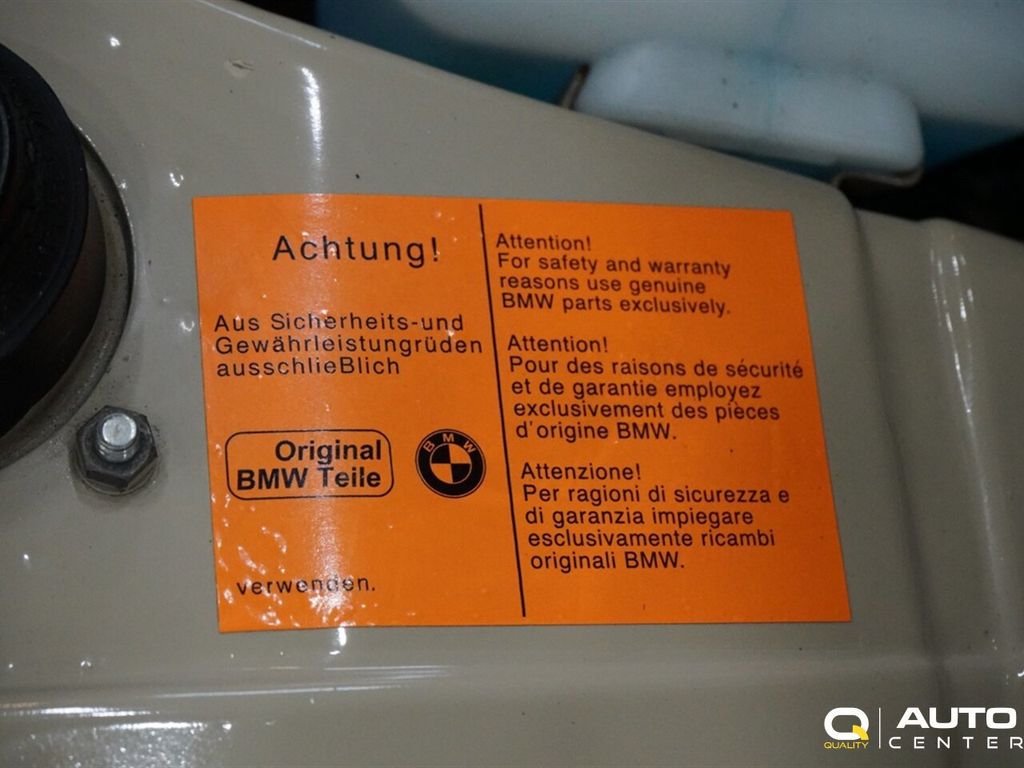 Achtung!
Aus Sicherheits-und
Gewährleistungrüden
ausschlieBlich
Original
BMW Teile
BMW
verwenden.
Attention!
For safety and warranty
reasons use genuine
BMW parts exclusively.
Attention!
Pour des raisons de sécurité
et de garantie employez
exclusivement des pièces
d'origine BMW.
Attenzione!
Per ragioni di sicurezza e
di garanzia impiegare
esclusivamente ricambi
originali BMW.
Q
QUALITY
AUTO
CENTER